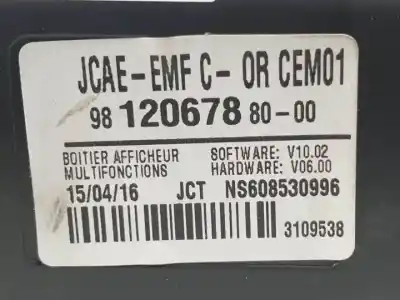 JCAE-EMF C- OR CEM01
98 120678 80-00
BOITIER AFFICHEUR SOFTWARE: V10.02
MULTIFONCTIONS HARDWARE: V06.00
15/04/16 JCT NS608530996
3109538